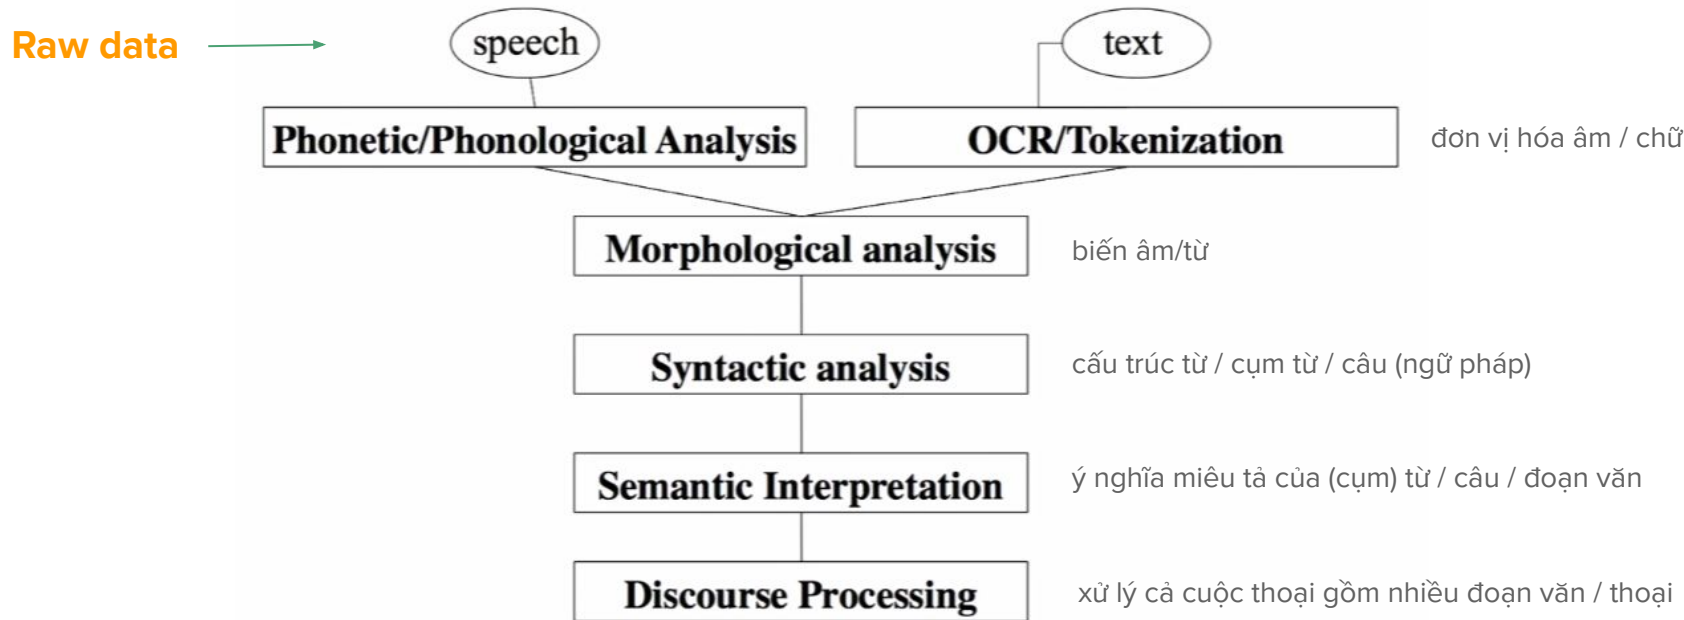 Raw data
speech
text
Phonetic/Phonological Analysis
OCR/Tokenization
đơn vị hóa âm / chữ
Morphological analysis
biến âm/từ
Syntactic analysis
cấu trúc từ / cụm từ / câu (ngữ pháp)
Semantic Interpretation
ý nghĩa miêu tả của (cụm) từ / câu / đoạn văn
Discourse Processing
xử lý cả cuộc thoại gồm nhiều đoạn văn / thoại